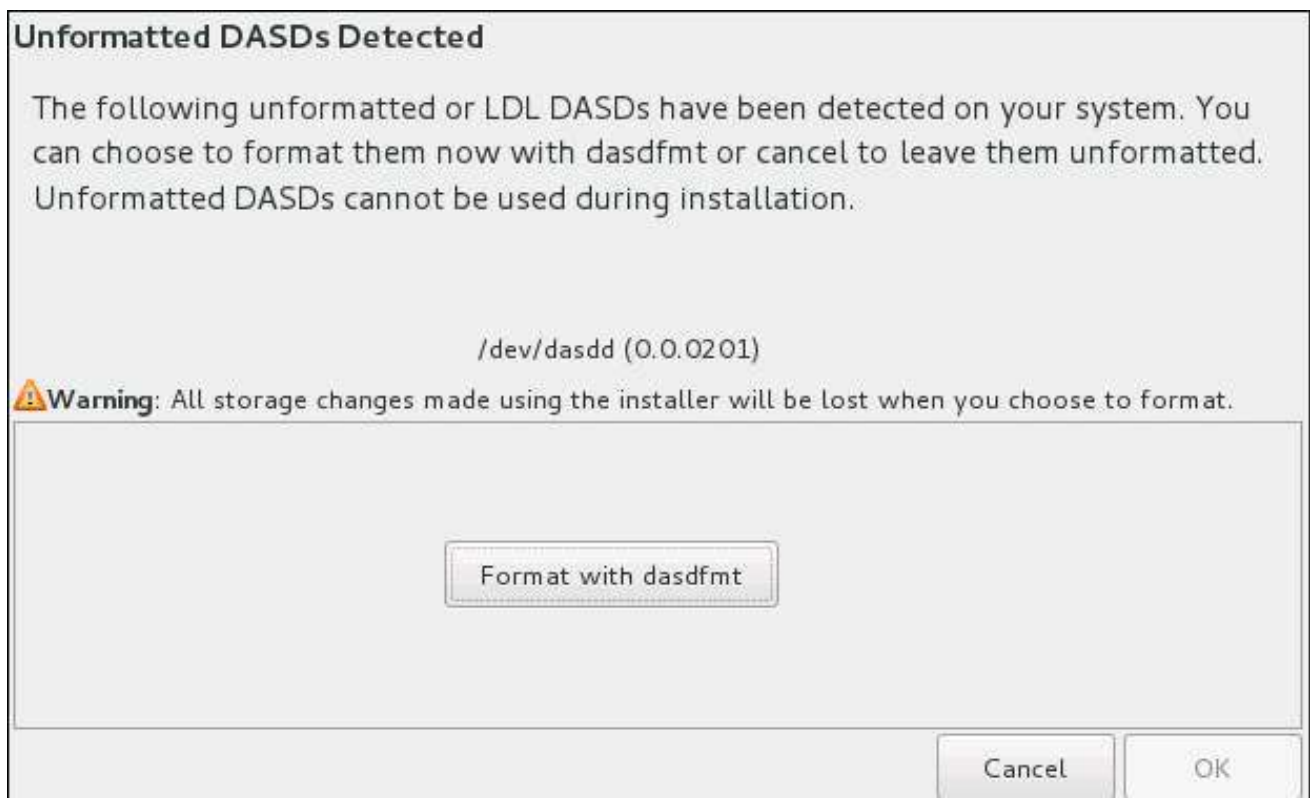 Unformatted DASDs Detected
The following unformatted or LDL DASDs have been detected on your system. You
can choose to format them now with dasdfmt or cancel to leave them unformatted.
Unformatted DASDs cannot be used during installation.
/dev/dasdd (0.0.0201)
Warning: All storage changes made using the installer will be lost when you choose to format.
Format with dasdfmt
Cancel
OK